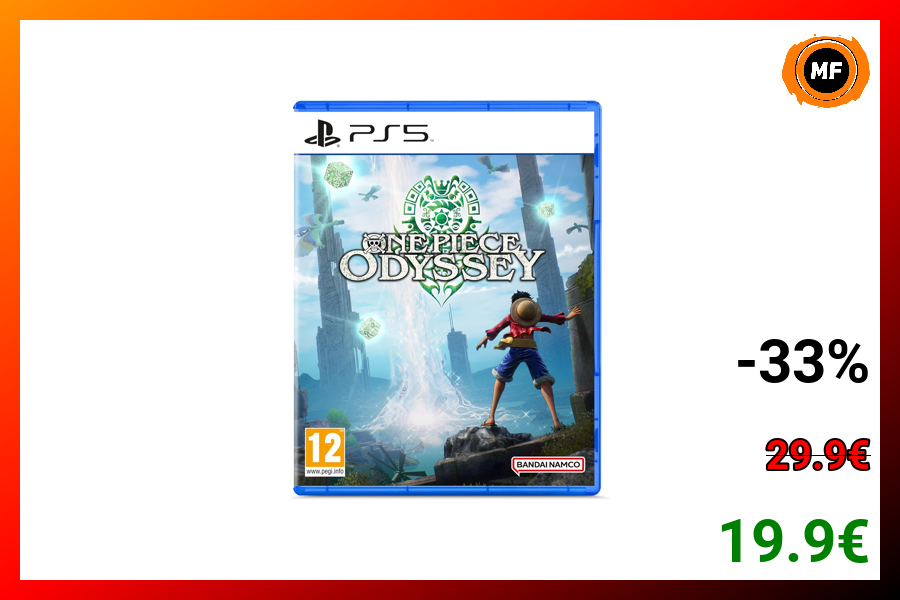 MF
PS5
ONE PIECE
ODYSSEY
12
www.pegi.info
BANDAI NAMCO
-33%
29.9€
19.9€